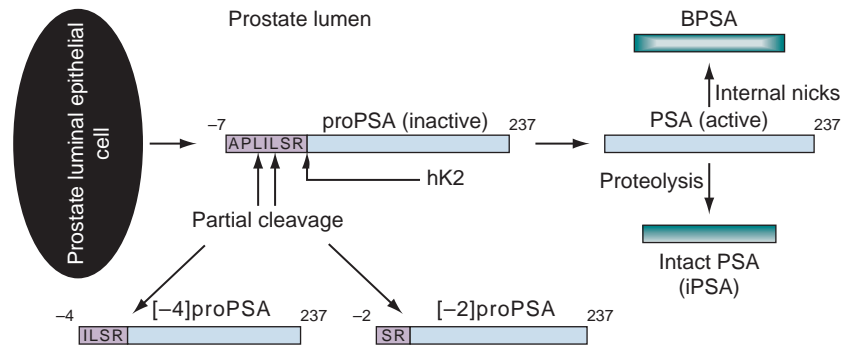 Prostate luminal epithelial
cell
Prostate lumen
BPSA
Internal nicks
–7
proPSA (inactive)
237
PSA (active)
237
APLILSR
hK2
Proteolysis
Partial cleavage
Intact PSA
(iPSA)
–4
[–4]proPSA
237
–2
[–2]proPSA
237
ILSR
SR